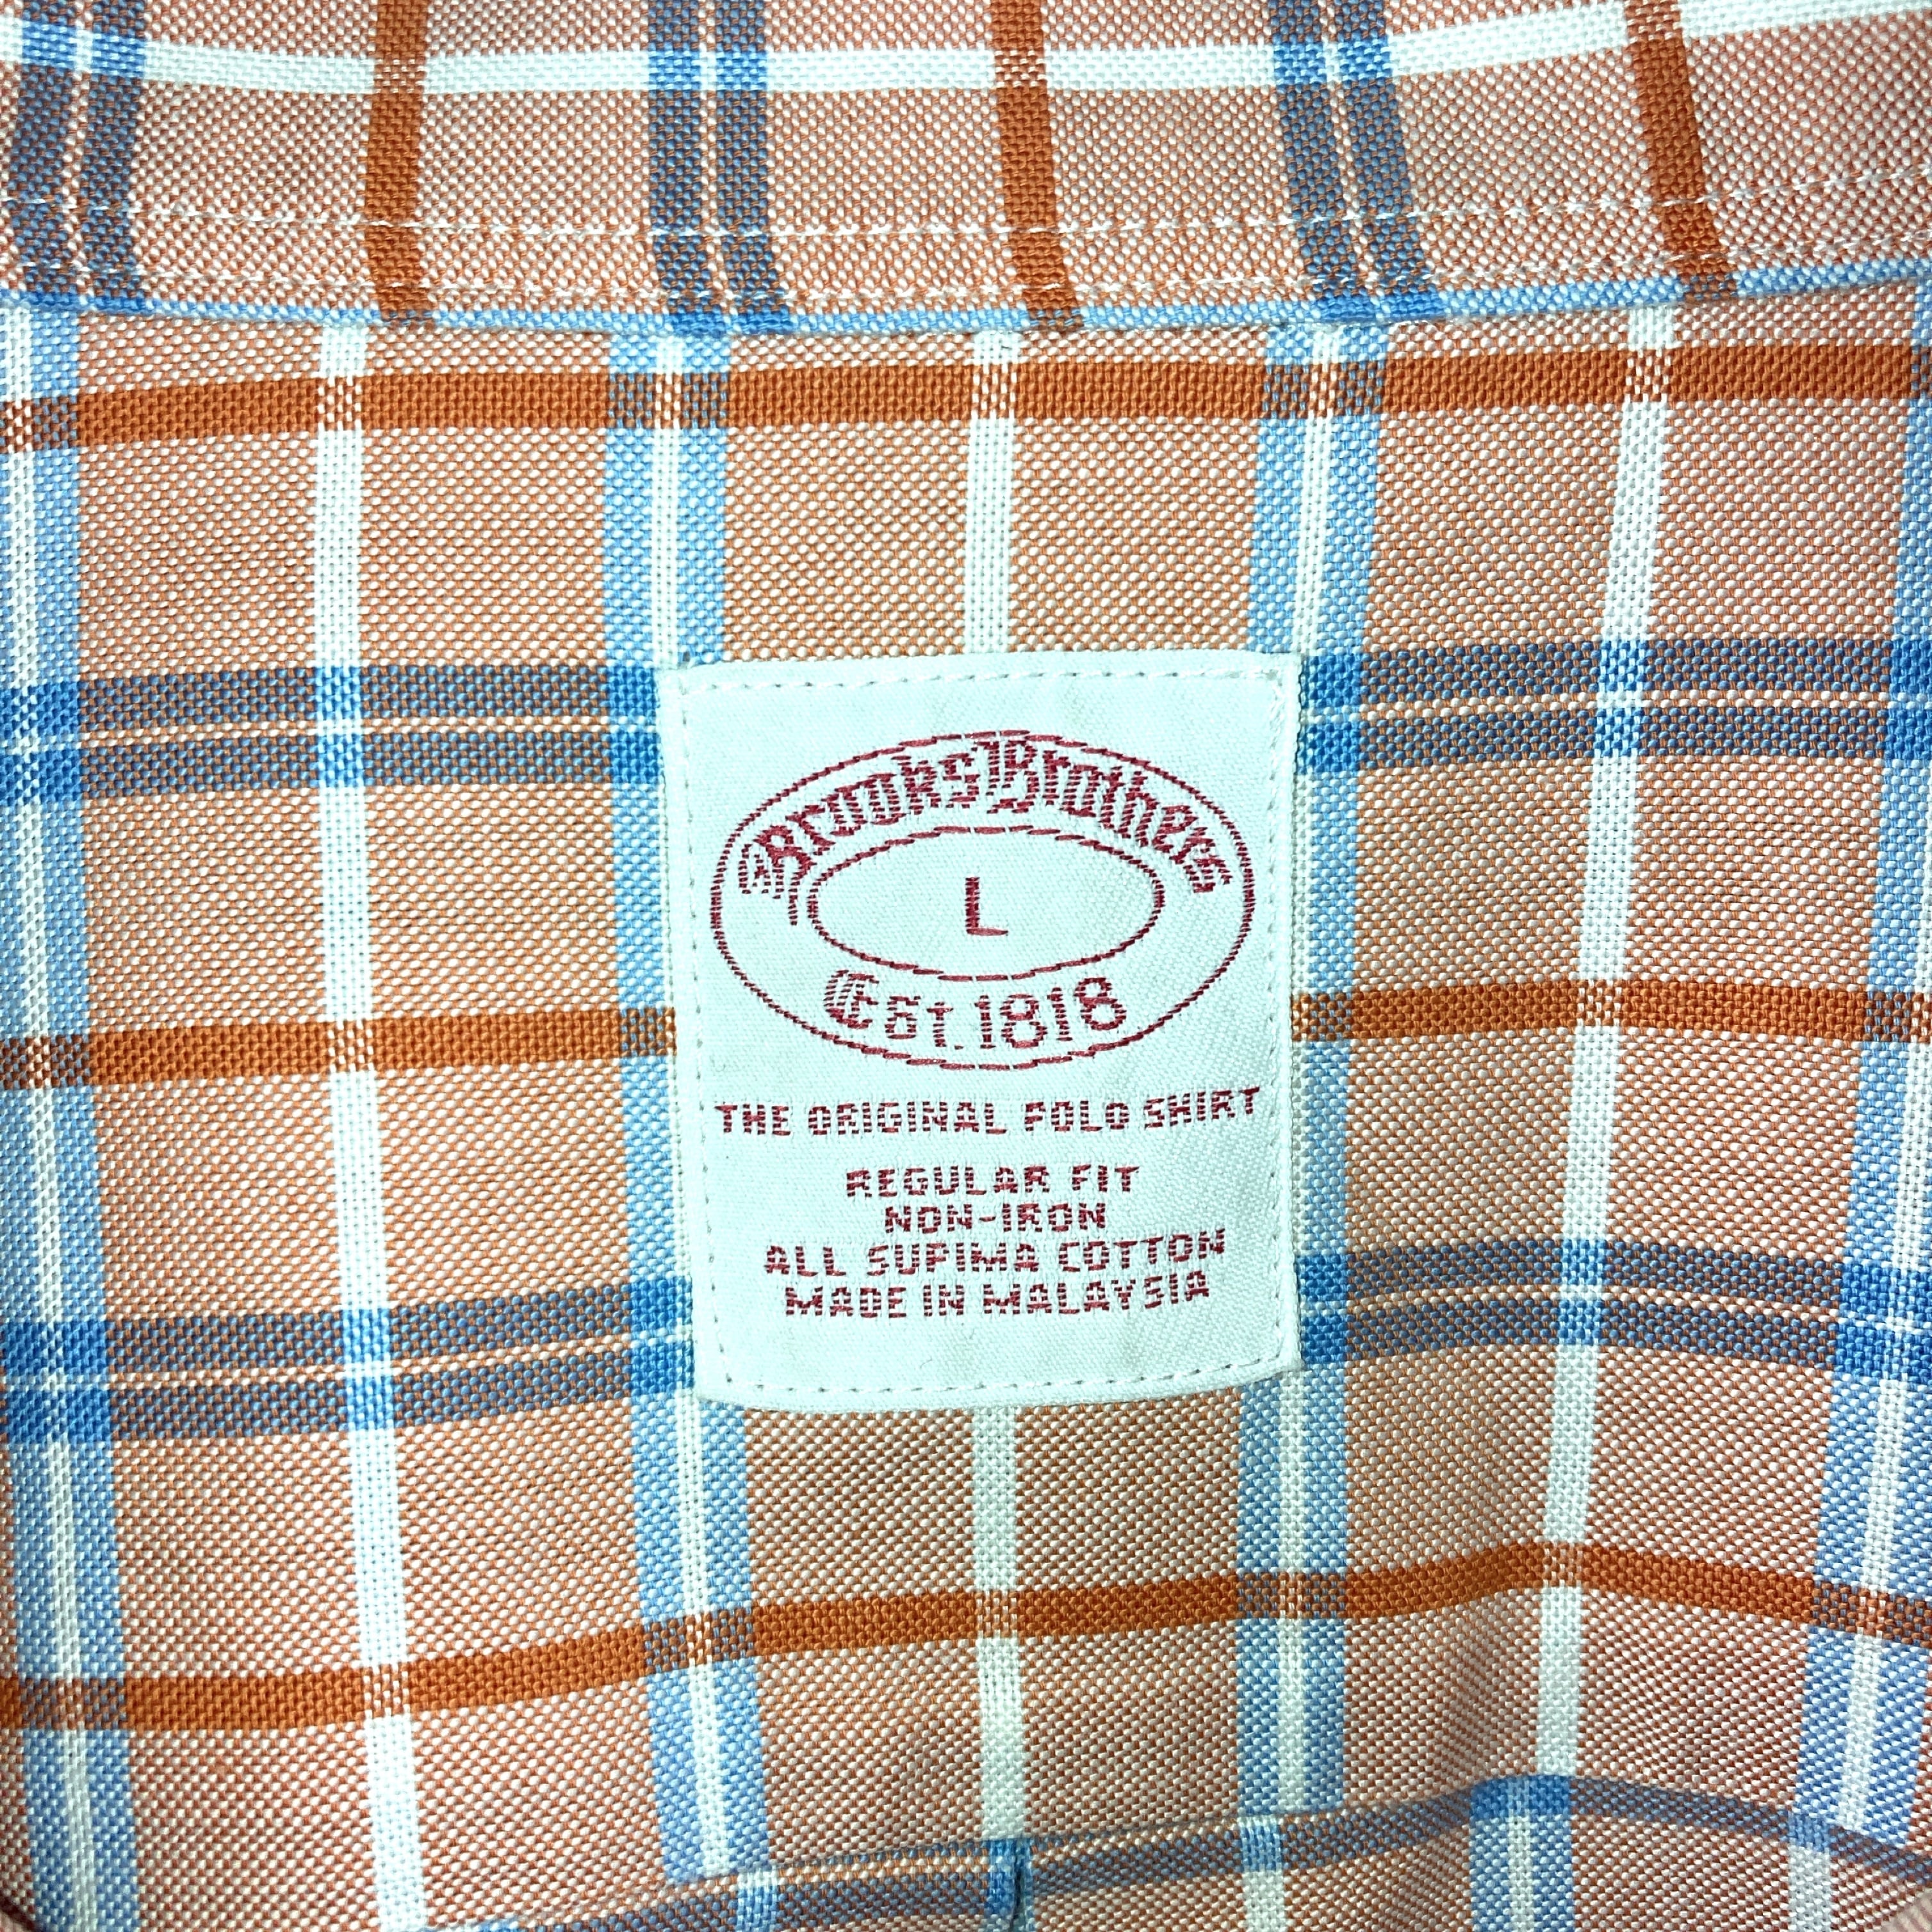 Brooks Brothers
L
Est. 1818
THE ORIGINAL POLO SHIRT
REGULAR FIT
NON-IRON
ALL SUPIMA COTTON
MADE IN MALAYSIA